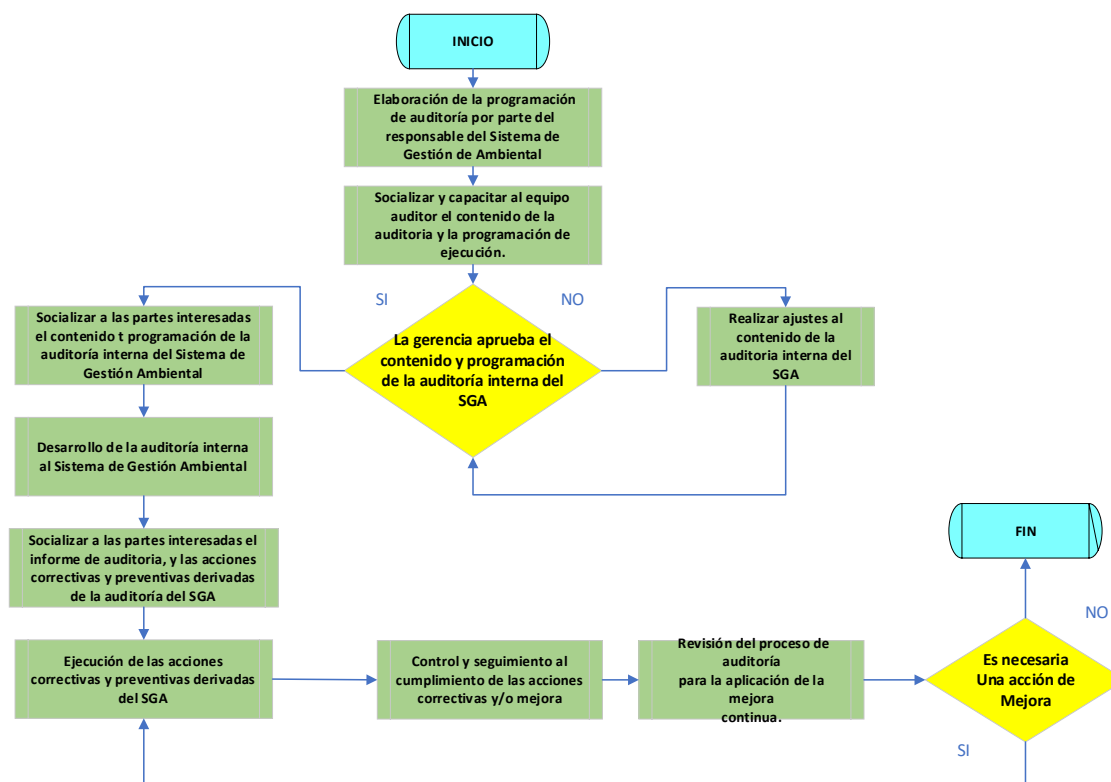 INICIO
Elaboración de la programación
de auditoría por parte del
responsable del Sistema de
Gestión de Ambiental
Socializar y capacitar al equipo
auditor el contenido de la
auditoria y la programación de
ejecución.
SI
NO
La gerencia aprueba el
contenido y programación
de la auditoría interna del
SGA
Realizar ajustes al
contenido de la
auditoria interna del
SGA
Socializar a las partes interesadas
el contenido t programación de la
auditoría interna del Sistema de
Gestión Ambiental
Desarrollo de la auditoría interna
al Sistema de Gestión Ambiental
Socializar a las partes interesadas el
informe de auditoria, y las acciones
correctivas y preventivas derivadas
de la auditoría del SGA
Ejecución de las acciones
correctivas y preventivas derivadas
del SGA
Control y seguimiento al
cumplimiento de las acciones
correctivas y/o mejora
Revisión del proceso de
auditoría
para la aplicación de la
mejora
continua.
Es necesaria
Una acción de
Mejora
NO
SI
FIN